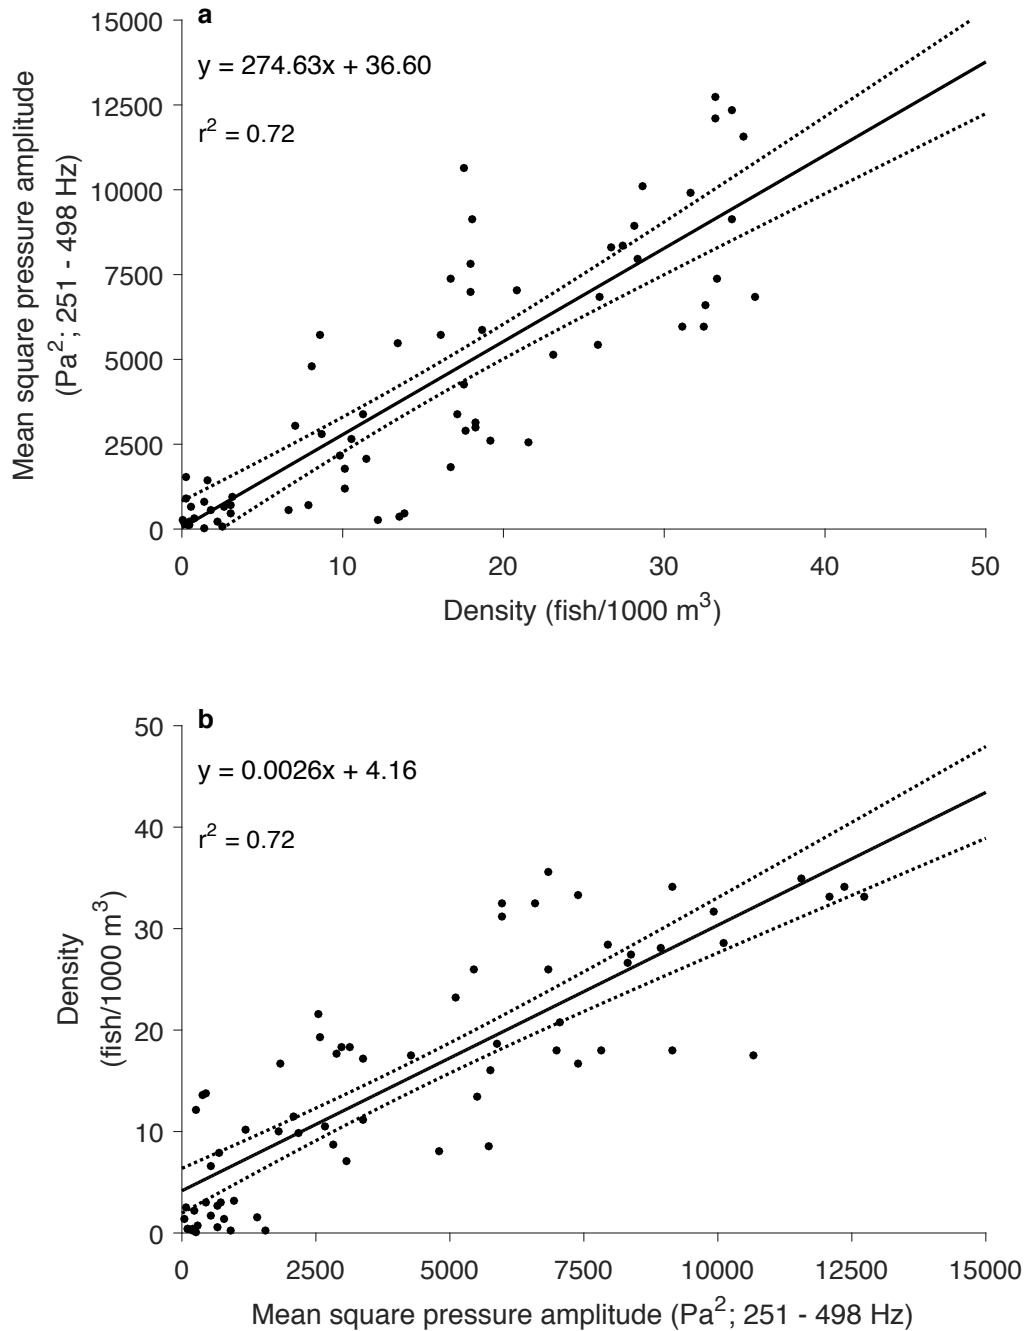 a
y = 274.63x + 36.60
r² = 0.72
15000
12500
10000
7500
5000
2500
0
Mean square pressure amplitude
(Pa²; 251 - 498 Hz)
0 10 20 30 40 50
Density (fish/1000 m³)
b
y = 0.0026x + 4.16
r² = 0.72
50
40
30
20
10
0
Density
(fish/1000 m³)
0 2500 5000 7500 10000 12500 15000
Mean square pressure amplitude (Pa²; 251 - 498 Hz)